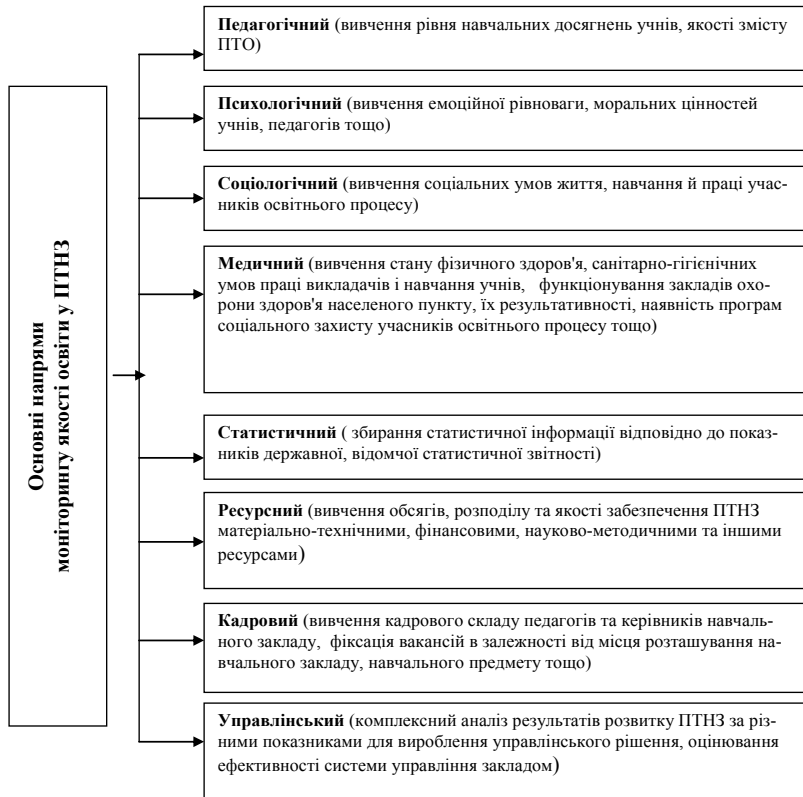 Основні напрями
моніторингу якості освіти у ПТНЗ
Педагогічний (вивчення рівня навчальних досягнень учнів, якості змісту
ПТО)
Психологічний (вивчення емоційної рівноваги, моральних цінностей
учнів, педагогів тощо)
Соціологічний (вивчення соціальних умов життя, навчання й праці учас-
ників освітнього процесу)
Медичний (вивчення стану фізичного здоров'я, санітарно-гігієнічних
умов праці викладачів і навчання учнів, функціонування закладів охо-
рони здоров'я населеного пункту, їх результативності, наявність програм
соціального захисту учасників освітнього процесу тощо)
Статистичний ( збирання статистичної інформації відповідно до показ-
ників державної, відомчої статистичної звітності)
Ресурсний (вивчення обсягів, розподілу та якості забезпечення ПТНЗ
матеріально-технічними, фінансовими, науково-методичними та іншими
ресурсами)
Кадровий (вивчення кадрового складу педагогів та керівників навчаль-
ного закладу, фіксація вакансій в залежності від місця розташування на-
вчального закладу, навчального предмету тощо)
Управлінський (комплексний аналіз результатів розвитку ПТНЗ за різ-
ними показниками для вироблення управлінського рішення, оцінювання
ефективності системи управління закладом)